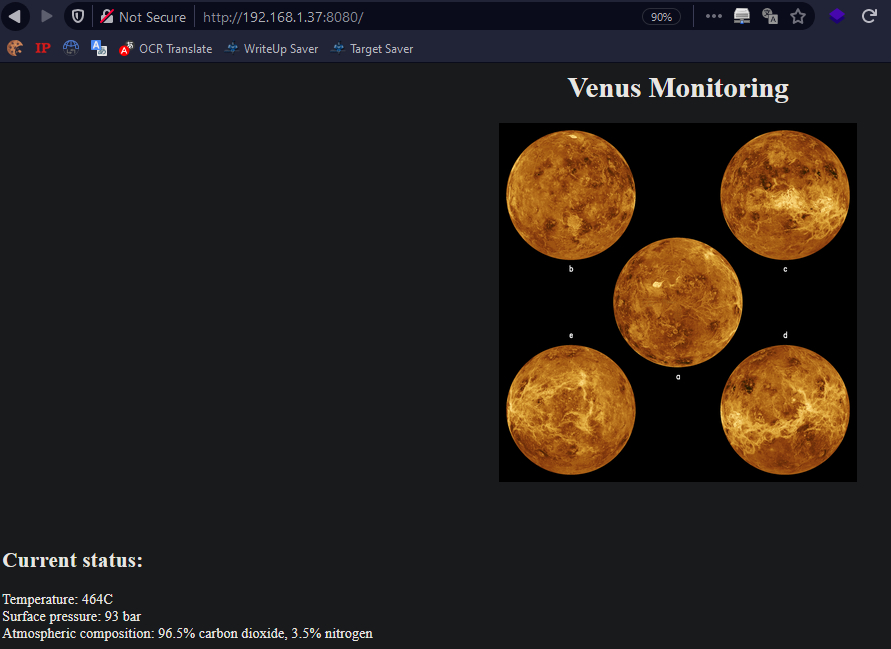 Not Secure
http://192.168.1.37:8080/
90%
IP
OCR Translate
WriteUp Saver
Target Saver
Venus Monitoring
b
c
a
e
d
Current status:
Temperature: 464C
Surface pressure: 93 bar
Atmospheric composition: 96.5% carbon dioxide, 3.5% nitrogen